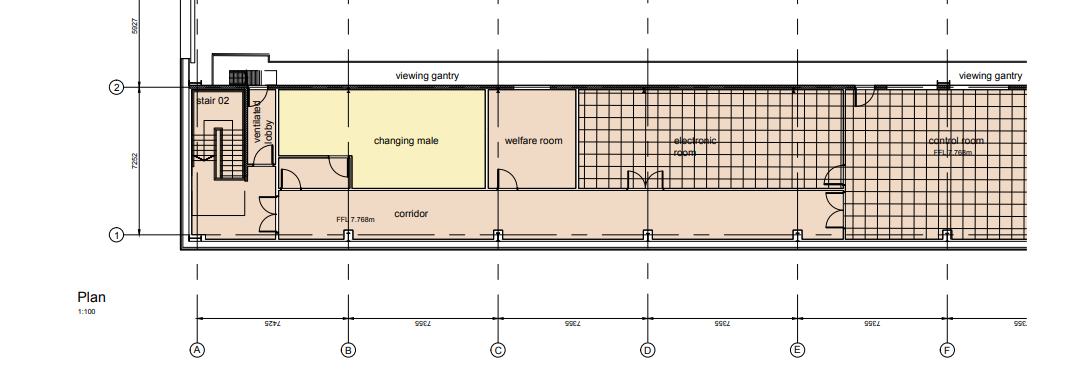 5927
viewing gantry
viewing gantry
2
stair 02
ventilated
lobby
changing male
welfare room
electronic
room
control room
FFL 7.768m
7252
corridor
FFL 7.768m
1
Plan
1:100
7425
7355
7355
7355
7355
A
B
C
D
E
F